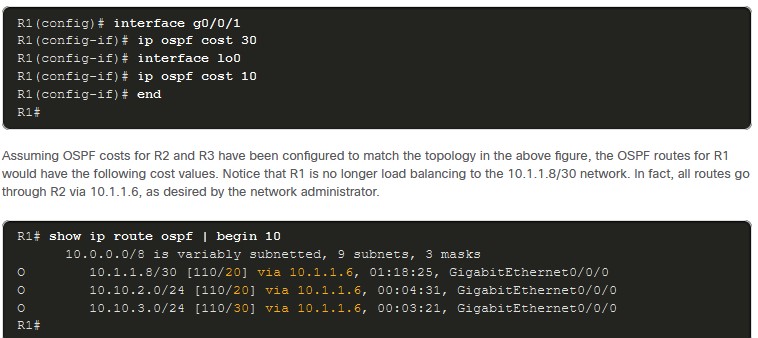 R1(config)# interface g0/0/1
R1(config-if)# ip ospf cost 30
R1(config-if)# interface lo0
R1(config-if)# ip ospf cost 10
R1(config-if)# end
R1#
Assuming OSPF costs for R2 and R3 have been configured to match the topology in the above figure, the OSPF routes for R1
would have the following cost values. Notice that R1 is no longer load balancing to the 10.1.1.8/30 network. In fact, all routes go
through R2 via 10.1.1.6, as desired by the network administrator.
R1# show ip route ospf | begin 10
10.0.0.0/8 is variably subnetted, 9 subnets, 3 masks
O 10.1.1.8/30 [110/20] via 10.1.1.6, 01:18:25, GigabitEthernet0/0/0
O 10.10.2.0/24 [110/20] via 10.1.1.6, 00:04:31, GigabitEthernet0/0/0
O 10.10.3.0/24 [110/30] via 10.1.1.6, 00:03:21, GigabitEthernet0/0/0
R1#